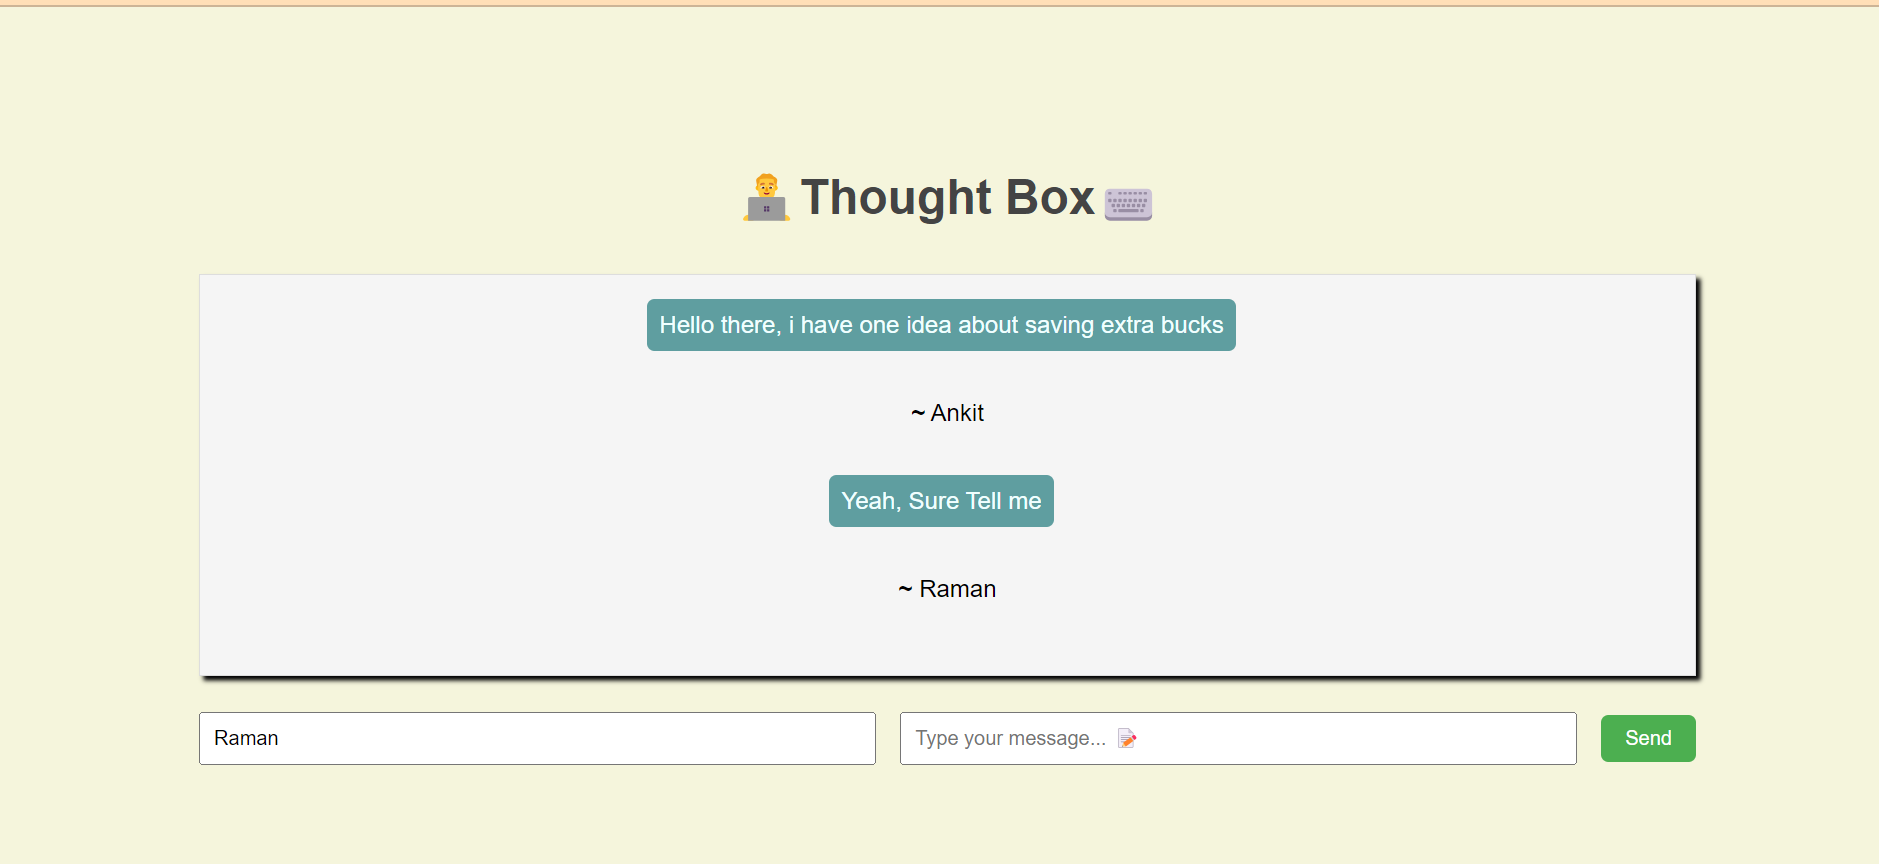 Thought Box
Hello there, i have one idea about saving extra bucks
~ Ankit
Yeah, Sure Tell me
~ Raman
Raman
Type your message...
Send